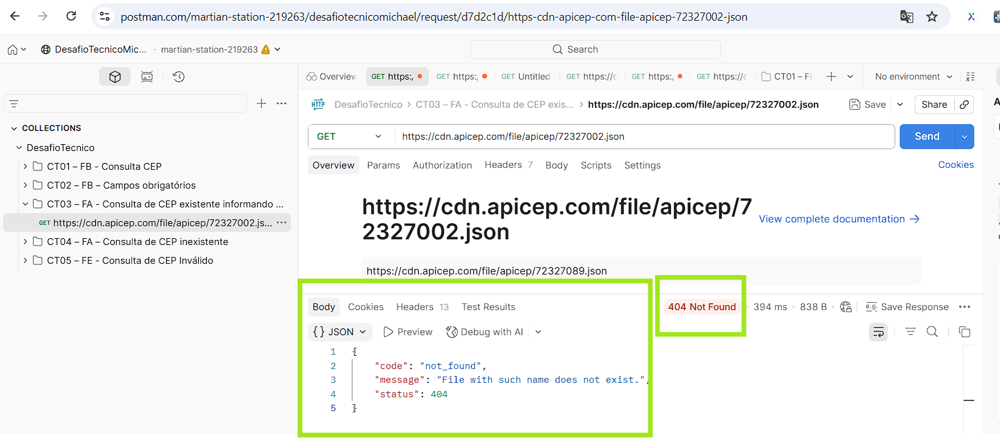 postman.com/martian-station-219263/desafiotecnicomichael/request/d7d2c1d/https-cdn-apicep-com-file-apicep-72327002-json
DesafioTecnicoMic... · martian-station-219263
Search
Overview GET https:/ GET https:, GET Untitled GET https://c GET https:, GET https://c CT01 – F No environment
HTTP DesafioTecnico > CT03 – FA - Consulta de CEP exis... > https://cdn.apicep.com/file/apicep/72327002.json Save Share
COLLECTIONS
DesafioTecnico
CT01 – FB - Consulta CEP
CT02 – FB – Campos obrigatórios
CT03 – FA - Consulta de CEP existente informando ...
GET https://cdn.apicep.com/file/apicep/72327002.js... ...
CT04 – FA – Consulta de CEP inexistente
CT05 – FE - Consulta de CEP Inválido
GET https://cdn.apicep.com/file/apicep/72327002.json Send
Overview Params Authorization Headers 7 Body Scripts Settings Cookies
https://cdn.apicep.com/file/apicep/7
2327002.json
View complete documentation →
https://cdn.apicep.com/file/apicep/72327089.json
Body Cookies Headers 13 Test Results 404 Not Found • 394 ms • 838 B • e.g. Save Response ...
{} JSON Preview Debug with AI
1 {
2 "code": "not_found",
3 "message": "File with such name does not exist.",
4 "status": 404
5 }